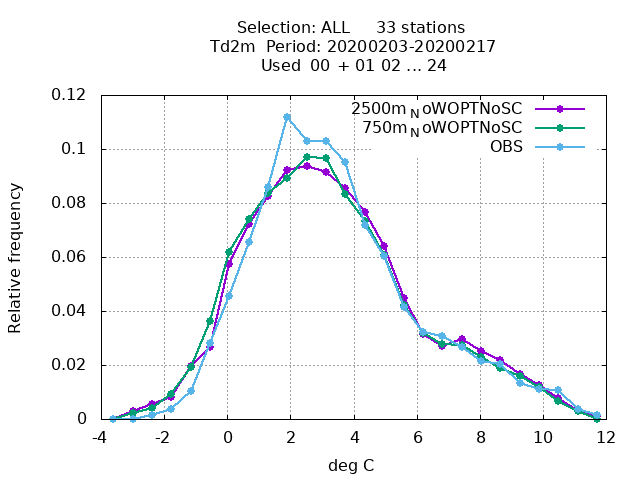 Selection: ALL 33 stations
Td2m Period: 20200203-20200217
Used 00 + 01 02 ... 24
2500m_NoWOPTNoSC
750m_NoWOPTNoSC
OBS
Relative frequency
0.12
0.1
0.08
0.06
0.04
0.02
0
-4 -2 0 2 4 6 8 10 12
deg C